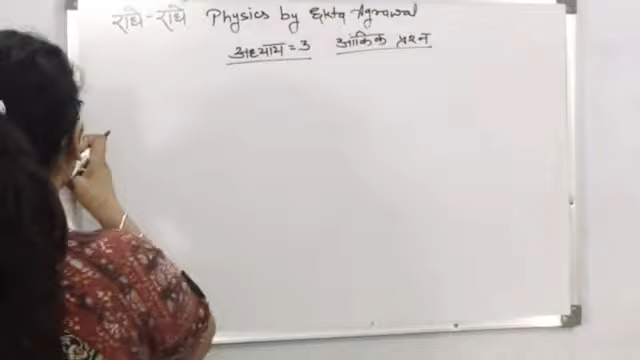 राधे-राधे Physics by Ekta Agrawal
अध्याय = 3 आंकिक प्रश्न